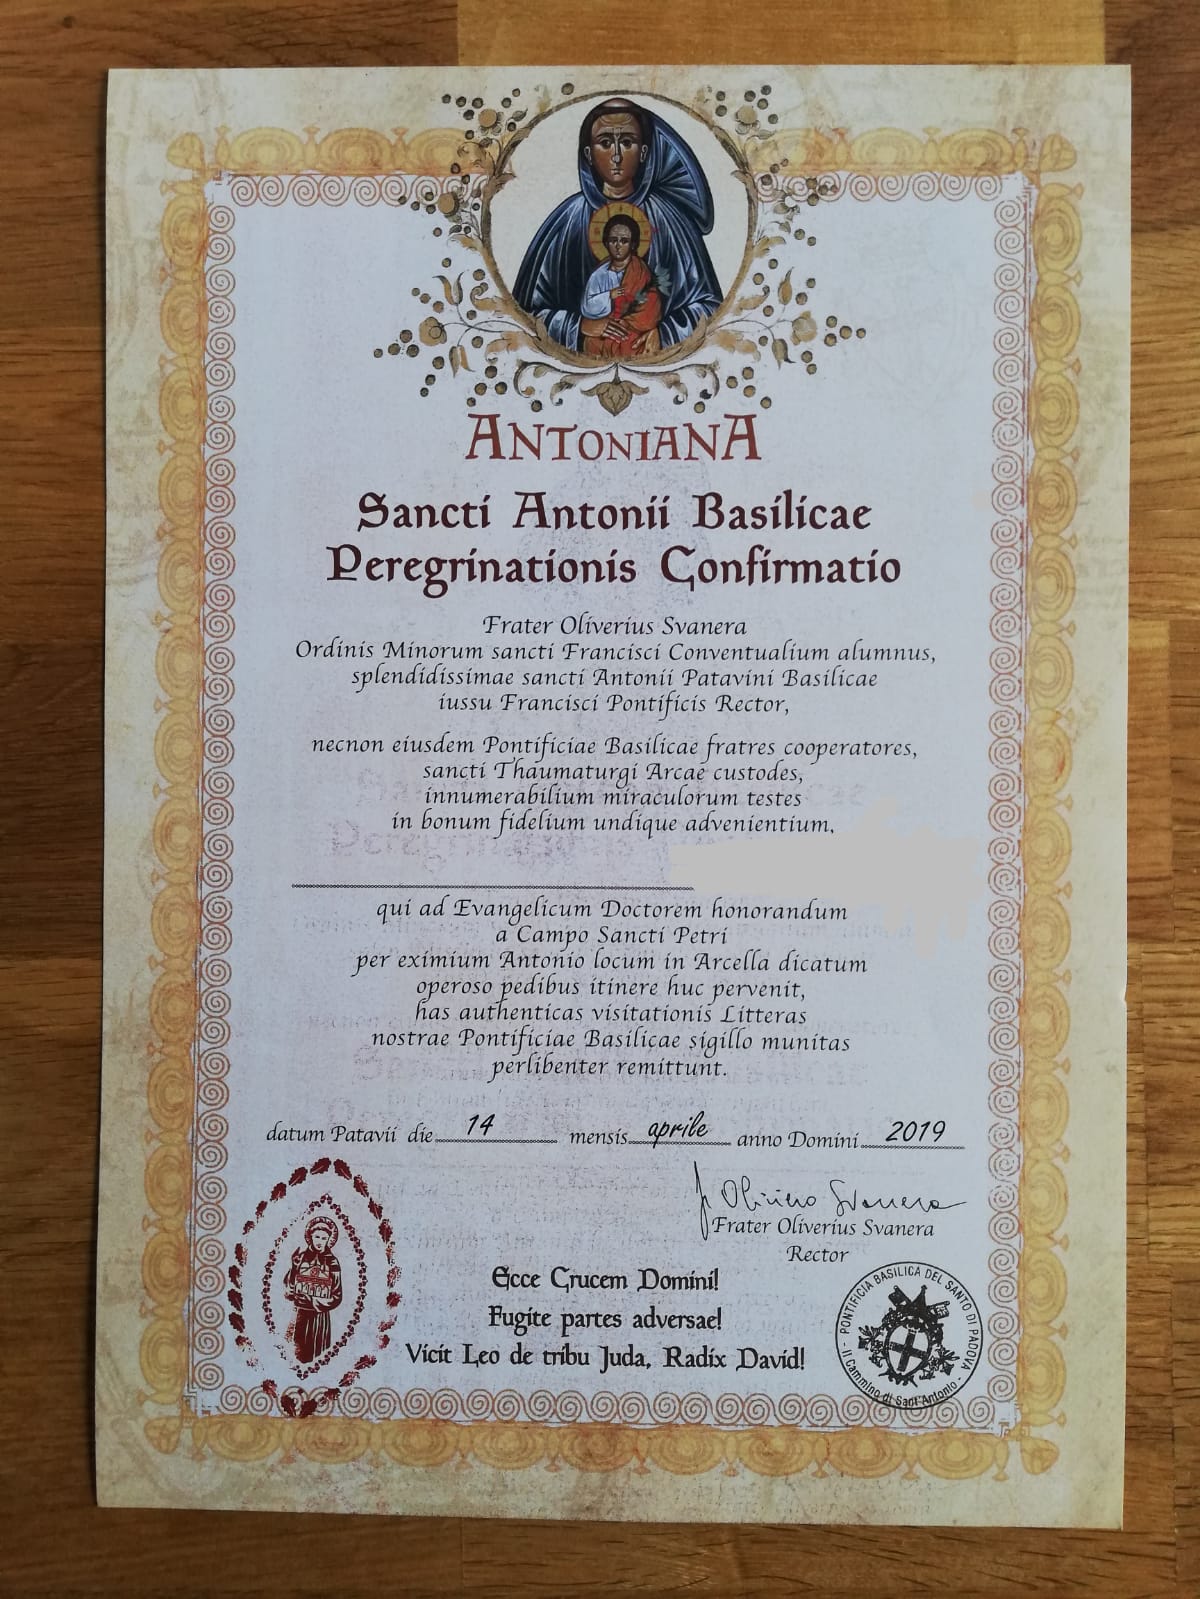 ANTONIANA
Sancti Antonii Basilicae
Peregrinationis Confirmatio
Frater Oliverius Svanera
Ordinis Minorum sancti Francisci Conventualium alumnus,
splendidissimae sancti Antonii Patavini Basilicae
iussu Francisci Pontificis Rector,
necnon eiusdem Pontificiae Basilicae fratres cooperatores,
sancti Thaumaturgi Arcae custodes,
innumerabilium miraculorum testes
in bonum fidelium undique advenientium,
qui ad Evangelicum Doctorem honorandum
a Campo Sancti Petri
per eximium Antonio locum in Arcella dicatum
operoso pedibus itinere huc pervenit,
has authenticas visitationis Litteras
nostrae Pontificiae Basilicae sigillo munitas
perlibenter remittunt.
datum Patavii die 14 mensis aprile anno Domini 2019
fr Oliviero Svanera
Frater Oliverius Svanera
Rector
Ecce Crucem Domini!
Fugite partes adversae!
Vicit Leo de tribu Juda, Radix David!
PONTIFICIA BASILICA DEL SANTO DI PADOVA
- Il Cammino di Sant'Antonio -